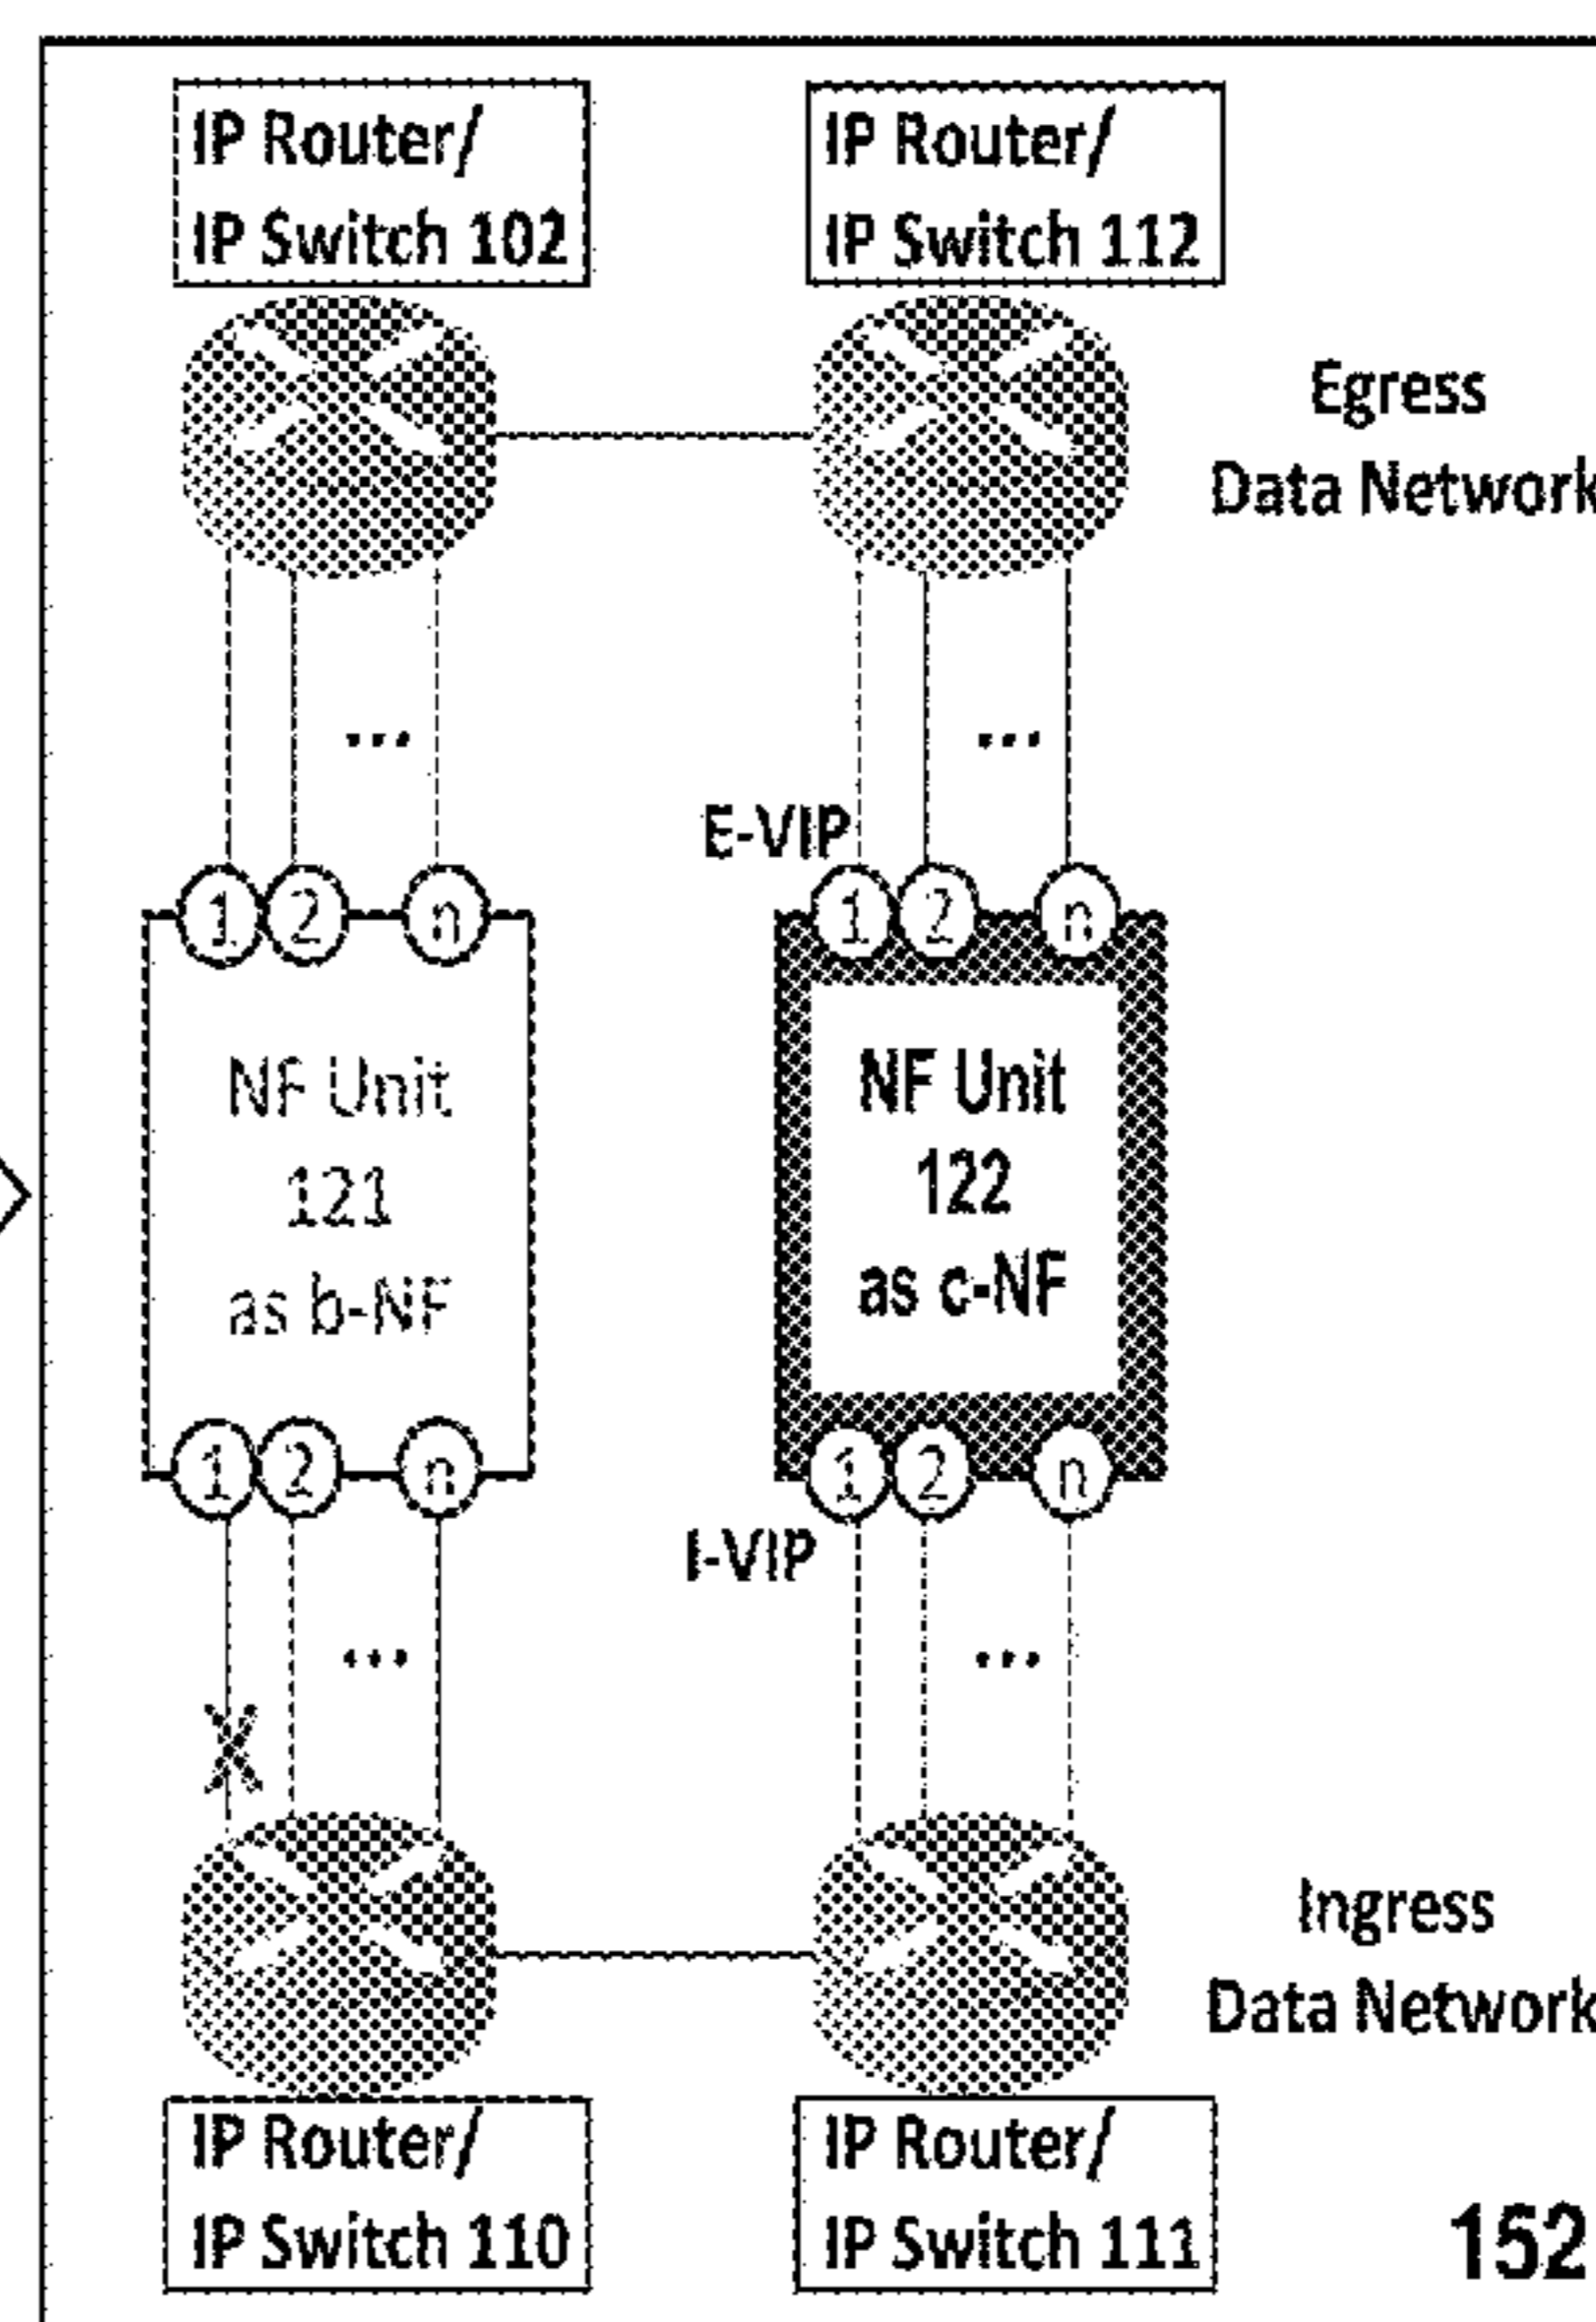 IP Router/
IP Switch 102
IP Router/
IP Switch 112
Egress
Data Network
...
...
E-VIP
1 2 n
1 2 n
NF Unit
121
as b-NF
NF Unit
122
as c-NF
1 2 n
1 2 n
I-VIP
...
...
X
Ingress
Data Network
IP Router/
IP Switch 110
IP Router/
IP Switch 111
152